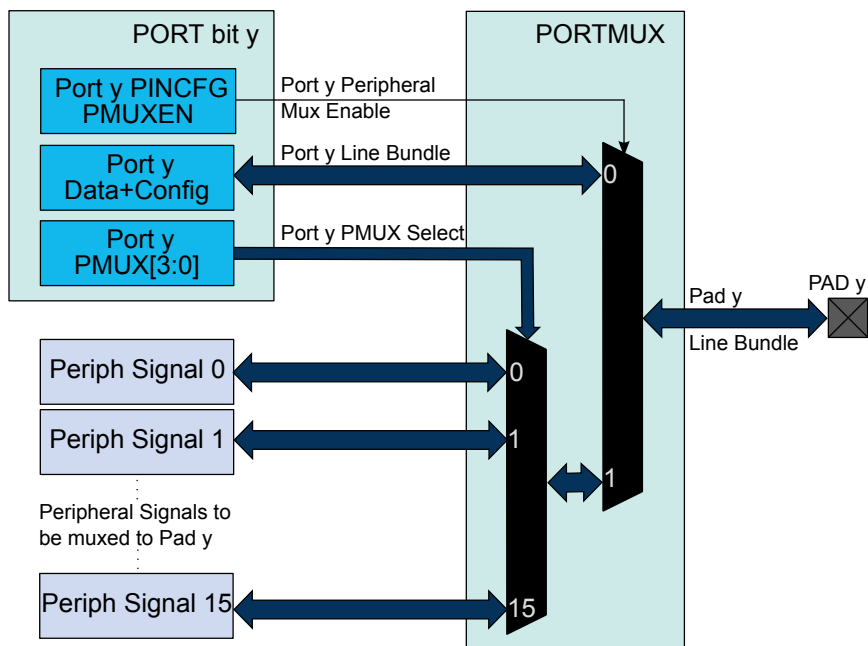 PORT bit y
PORTMUX
Port y PINCFG
PMUXEN
Port y Peripheral
Mux Enable
Port y
Data+Config
Port y Line Bundle
0
Port y
PMUX[3:0]
Port y PMUX Select
Pad y
Line Bundle
PAD y
Periph Signal 0
0
Periph Signal 1
1
1
Peripheral Signals to
be muxed to Pad y
Periph Signal 15
15